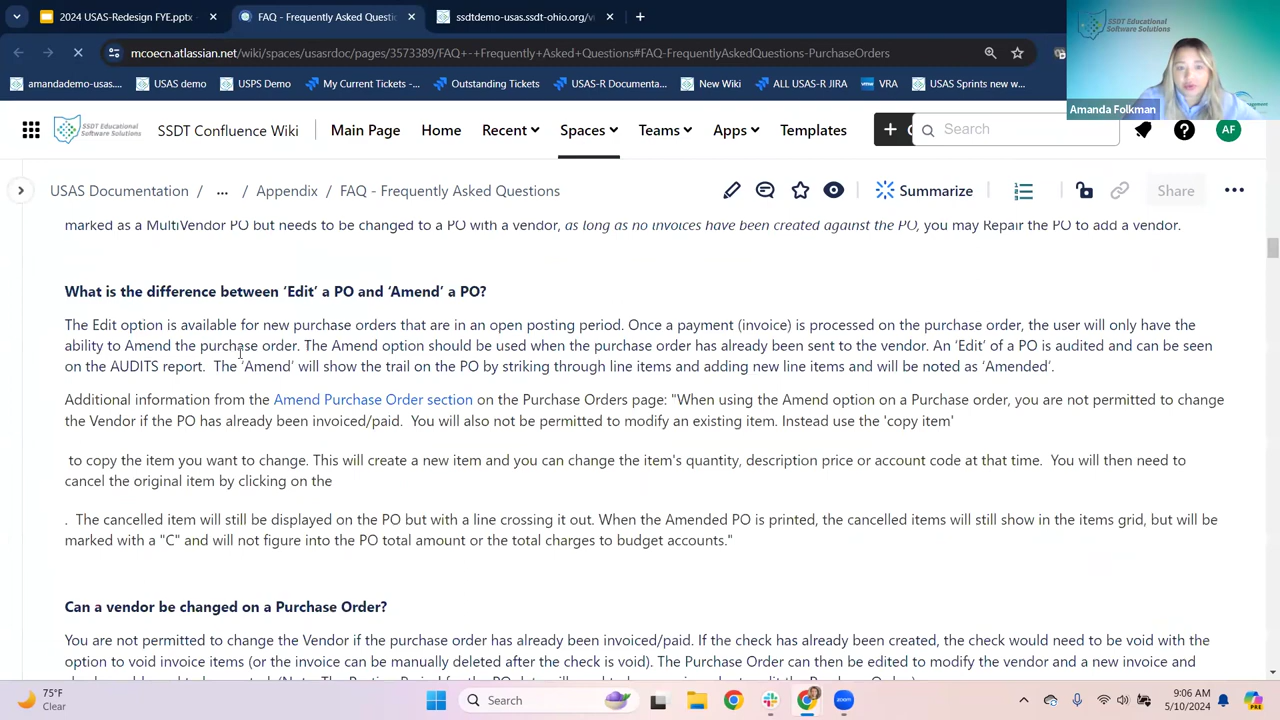 2024 USAS-Redesign FYE.pptx
FAQ - Frequently Asked Questi
ssdtdemo-usas.ssdt-ohio.org/v
SSDT Educational
Software Solutions
mcoecn.atlassian.net/wiki/spaces/usasrdoc/pages/3573389/FAQ+-+Frequently+Asked+Questions#FAQ-FrequentlyAskedQuestions-PurchaseOrders
amandademo-usas....
USAS demo
USPS Demo
My Current Tickets -...
Outstanding Tickets
USAS-R Documenta...
New Wiki
ALL USAS-R JIRA
VRA
USAS Sprints new w...
Amanda Folkman
SSDT Educational
Software Solutions
SSDT Confluence Wiki
Main Page
Home
Recent
Spaces
Teams
Apps
Templates
Search
AF
USAS Documentation / ... / Appendix / FAQ - Frequently Asked Questions
Summarize
Share
marked as a MultiVendor PO but needs to be changed to a PO with a vendor, as long as no invoices have been created against the PO, you may Repair the PO to add a vendor.
What is the difference between ‘Edit’ a PO and ‘Amend’ a PO?
The Edit option is available for new purchase orders that are in an open posting period. Once a payment (invoice) is processed on the purchase order, the user will only have the
ability to Amend the purchase order. The Amend option should be used when the purchase order has already been sent to the vendor. An ‘Edit’ of a PO is audited and can be seen
on the AUDITS report. The ‘Amend’ will show the trail on the PO by striking through line items and adding new line items and will be noted as ‘Amended’.
Additional information from the Amend Purchase Order section on the Purchase Orders page: "When using the Amend option on a Purchase order, you are not permitted to change
the Vendor if the PO has already been invoiced/paid. You will also not be permitted to modify an existing item. Instead use the 'copy item'
to copy the item you want to change. This will create a new item and you can change the item's quantity, description price or account code at that time. You will then need to
cancel the original item by clicking on the
. The cancelled item will still be displayed on the PO but with a line crossing it out. When the Amended PO is printed, the cancelled items will still show in the items grid, but will be
marked with a "C" and will not figure into the PO total amount or the total charges to budget accounts."
Can a vendor be changed on a Purchase Order?
You are not permitted to change the Vendor if the purchase order has already been invoiced/paid. If the check has already been created, the check would need to be void with the
option to void invoice items (or the invoice can be manually deleted after the check is void). The Purchase Order can then be edited to modify the vendor and a new invoice and
75°F
Clear
Search
zoom
9:06 AM
5/10/2024